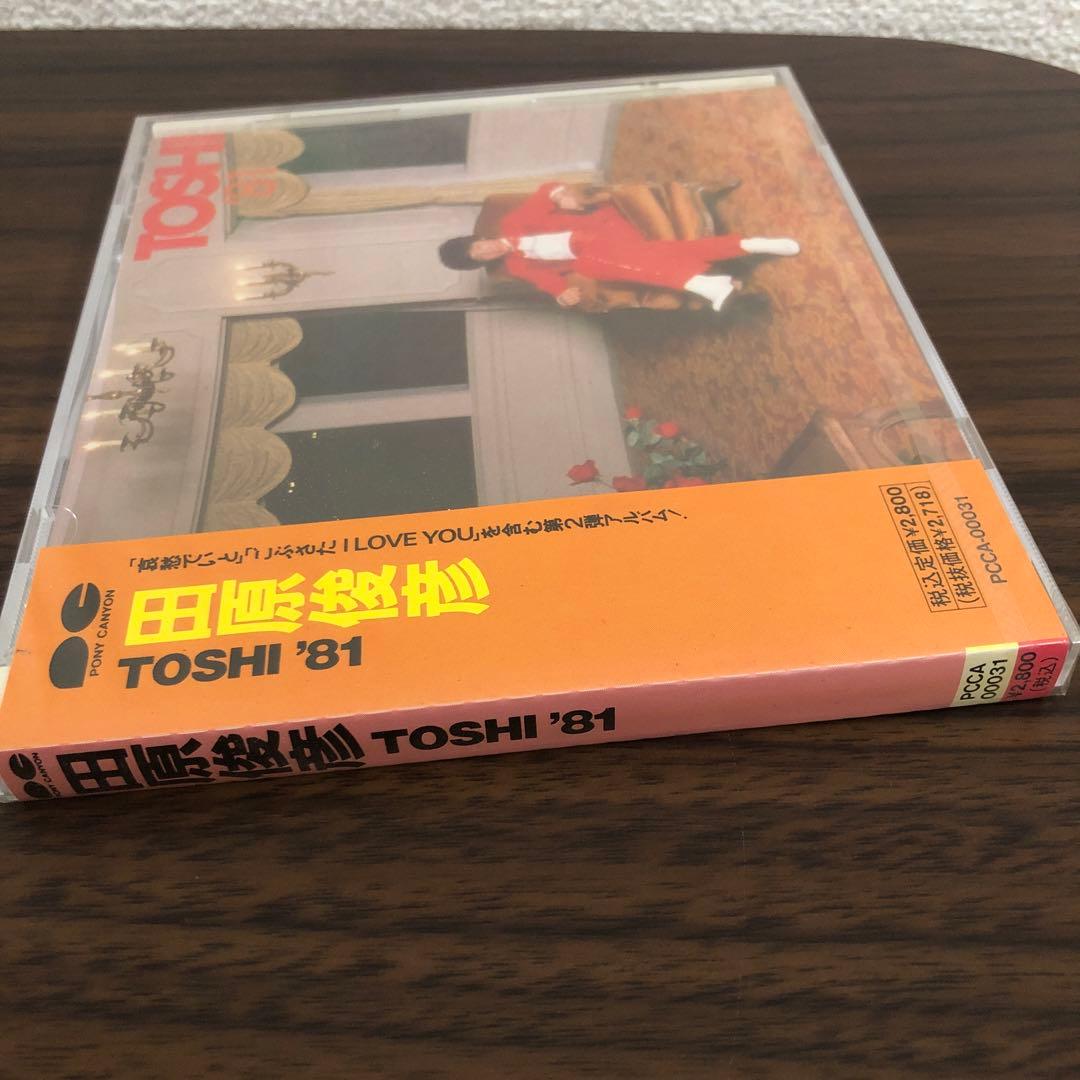 TOSHI
'81
「哀愁でいと」「ごぶさた I LOVE YOU」を含む第2弾アルバム!
税込定価¥2,800
(税抜価格¥2,718)
PCCA-00031
PONY CANYON
田原俊彦
TOSHI '81
PONY CANYON
田原俊彦 TOSHI '81
PCCA
00031
¥2,800
(税込)